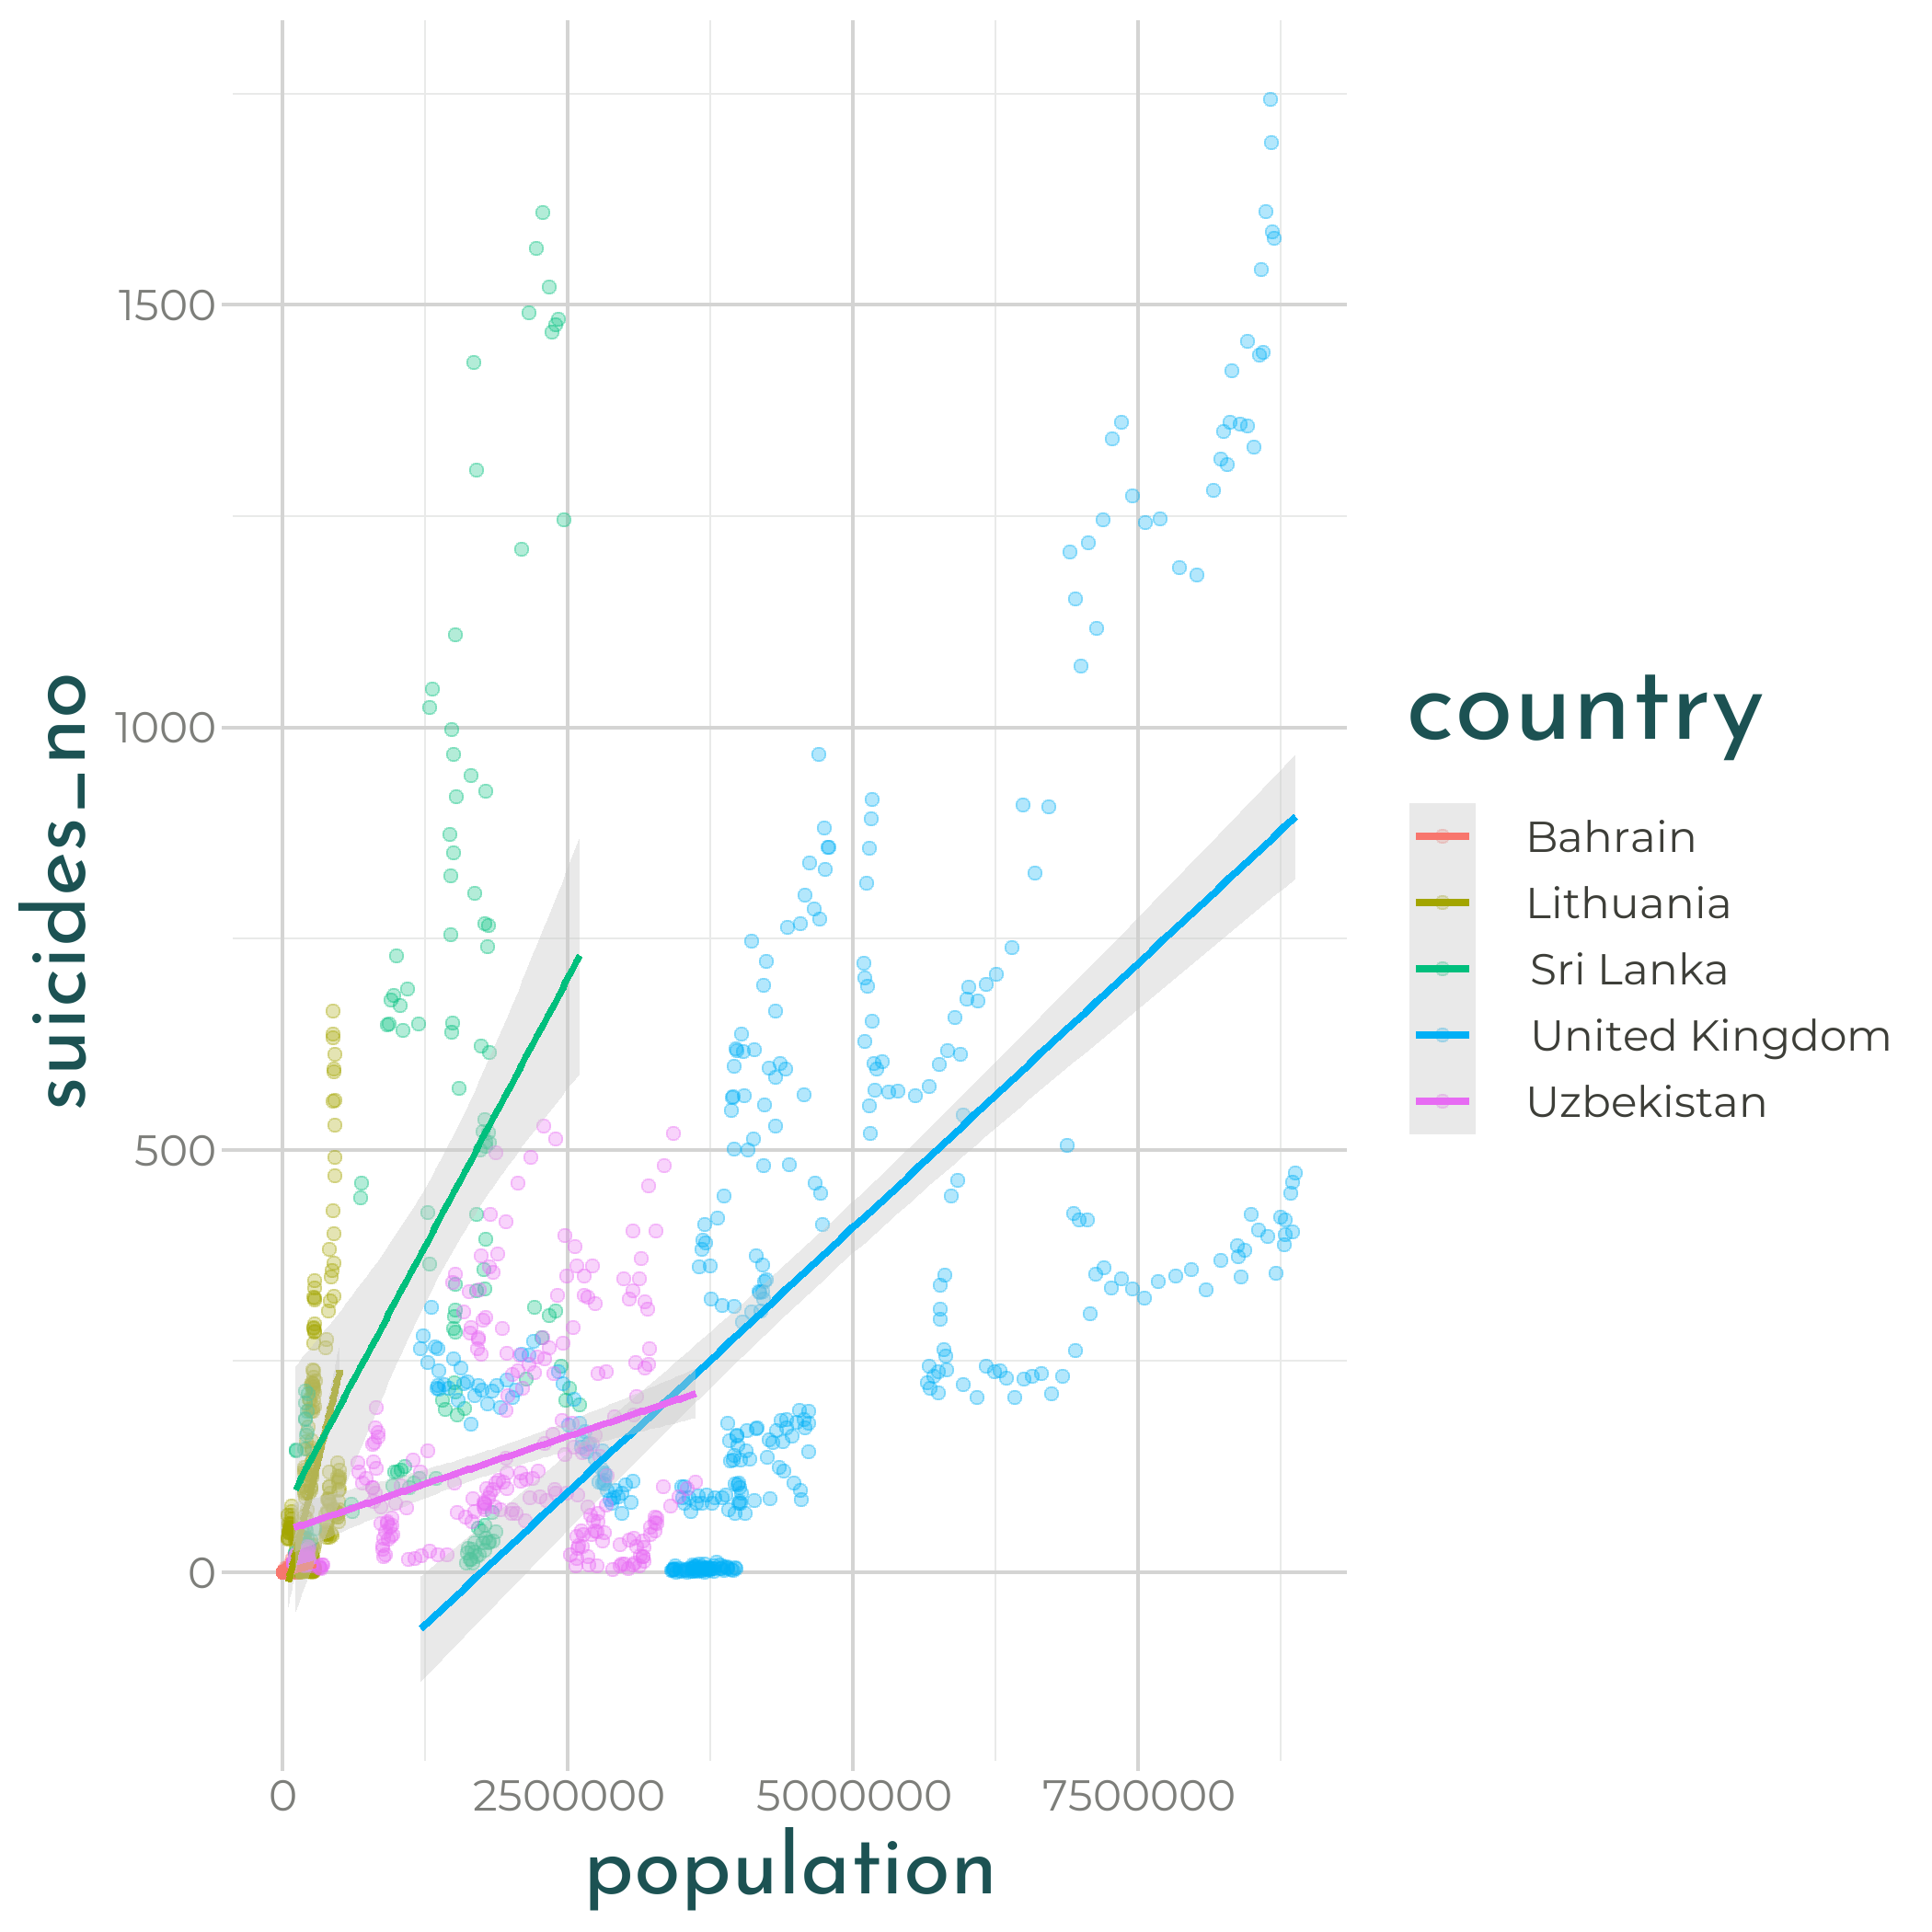 suicides_no
1500
1000
500
0
0 2500000 5000000 7500000
population
country
Bahrain
Lithuania
Sri Lanka
United Kingdom
Uzbekistan